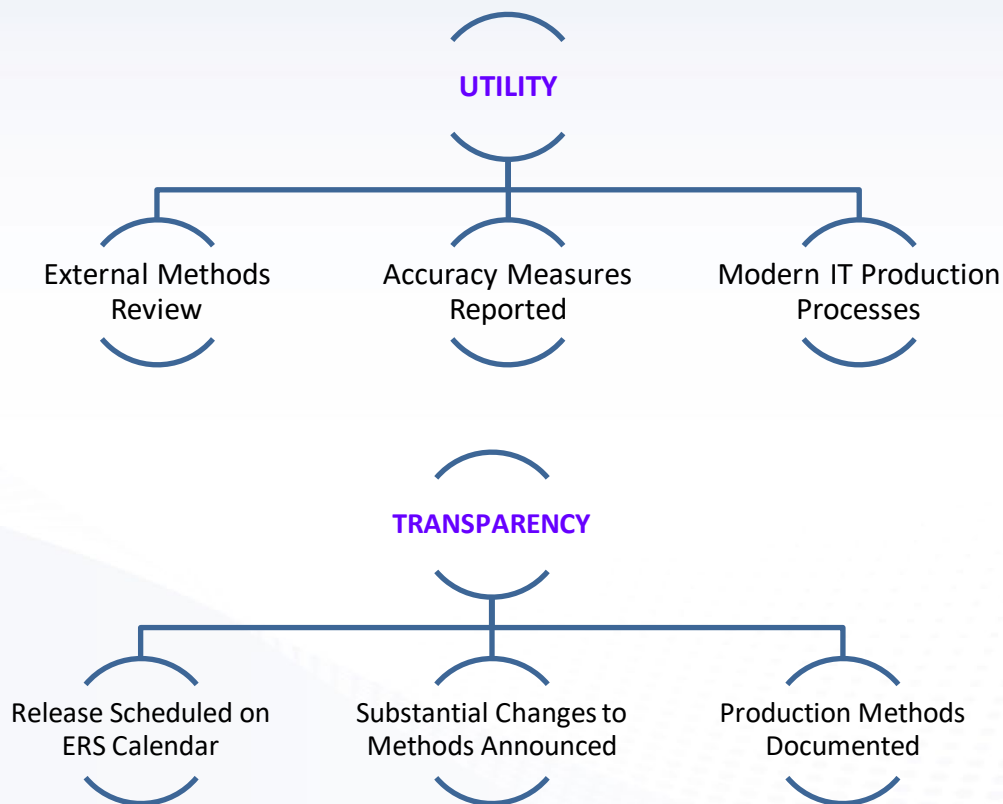 UTILITY
External Methods
Review
Accuracy Measures
Reported
Modern IT Production
Processes
TRANSPARENCY
Release Scheduled on
ERS Calendar
Substantial Changes to
Methods Announced
Production Methods
Documented